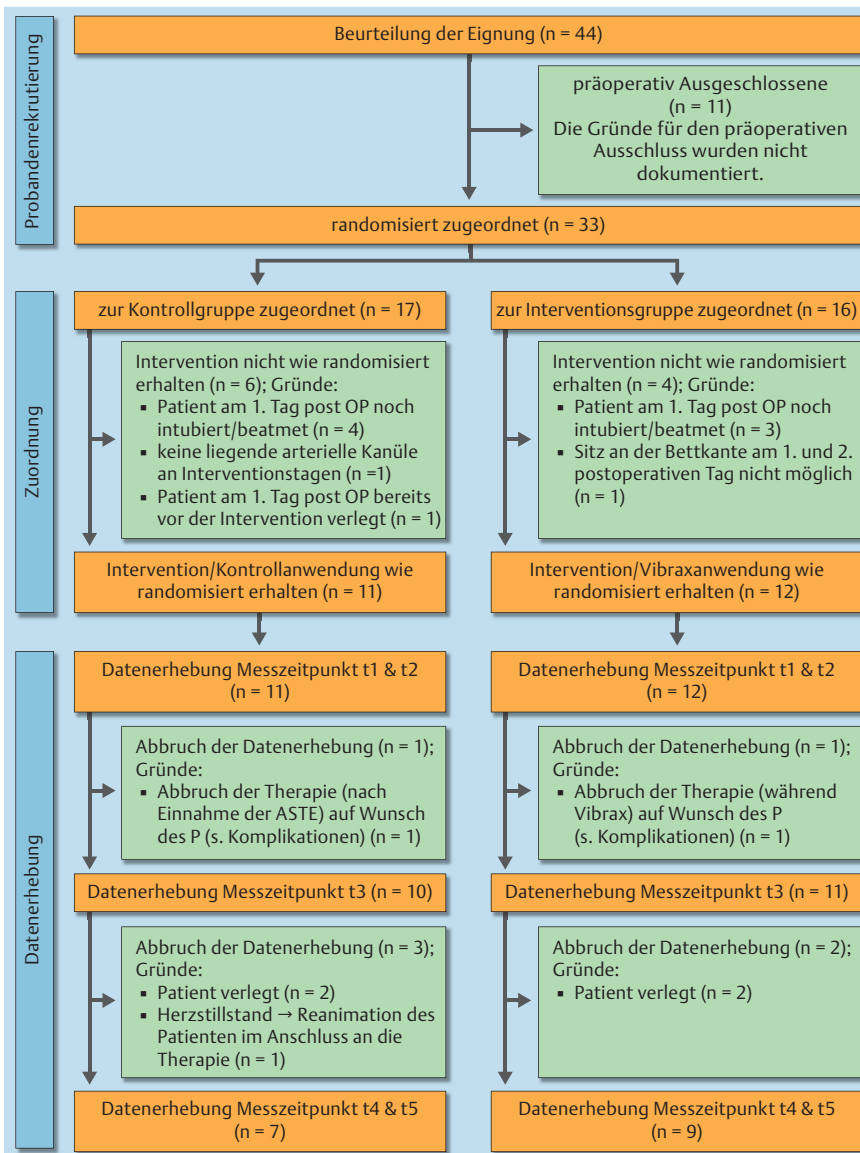 Probandenrekrutierung
Beurteilung der Eignung (n = 44)
präoperativ Ausgeschlossene
(n = 11)
Die Gründe für den präoperativen
Ausschluss wurden nicht
dokumentiert.
randomisiert zugeordnet (n = 33)
Zuordnung
zur Kontrollgruppe zugeordnet (n = 17)
Intervention nicht wie randomisiert
erhalten (n = 6); Gründe:
▪ Patient am 1. Tag post OP noch
intubiert/beatmet (n = 4)
▪ keine liegende arterielle Kanüle
an Interventionstagen (n =1)
▪ Patient am 1. Tag post OP bereits
vor der Intervention verlegt (n = 1)
Intervention/Kontrollanwendung wie
randomisiert erhalten (n = 11)
zur Interventionsgruppe zugeordnet (n = 16)
Intervention nicht wie randomisiert
erhalten (n = 4); Gründe:
▪ Patient am 1. Tag post OP noch
intubiert/beatmet (n = 3)
▪ Sitz an der Bettkante am 1. und 2.
postoperativen Tag nicht möglich
(n = 1)
Intervention/Vibraxanwendung wie
randomisiert erhalten (n = 12)
Datenerhebung
Datenerhebung Messzeitpunkt t1 & t2
(n = 11)
Abbruch der Datenerhebung (n = 1);
Gründe:
▪ Abbruch der Therapie (nach
Einnahme der ASTE) auf Wunsch
des P (s. Komplikationen) (n = 1)
Datenerhebung Messzeitpunkt t3 (n = 10)
Abbruch der Datenerhebung (n = 3);
Gründe:
▪ Patient verlegt (n = 2)
▪ Herzstillstand → Reanimation des
Patienten im Anschluss an die
Therapie (n = 1)
Datenerhebung Messzeitpunkt t4 & t5
(n = 7)
Datenerhebung Messzeitpunkt t1 & t2
(n = 12)
Abbruch der Datenerhebung (n = 1);
Gründe:
▪ Abbruch der Therapie (während
Vibrax) auf Wunsch des P
(s. Komplikationen) (n = 1)
Datenerhebung Messzeitpunkt t3 (n = 11)
Abbruch der Datenerhebung (n = 2);
Gründe:
▪ Patient verlegt (n = 2)
Datenerhebung Messzeitpunkt t4 & t5
(n = 9)